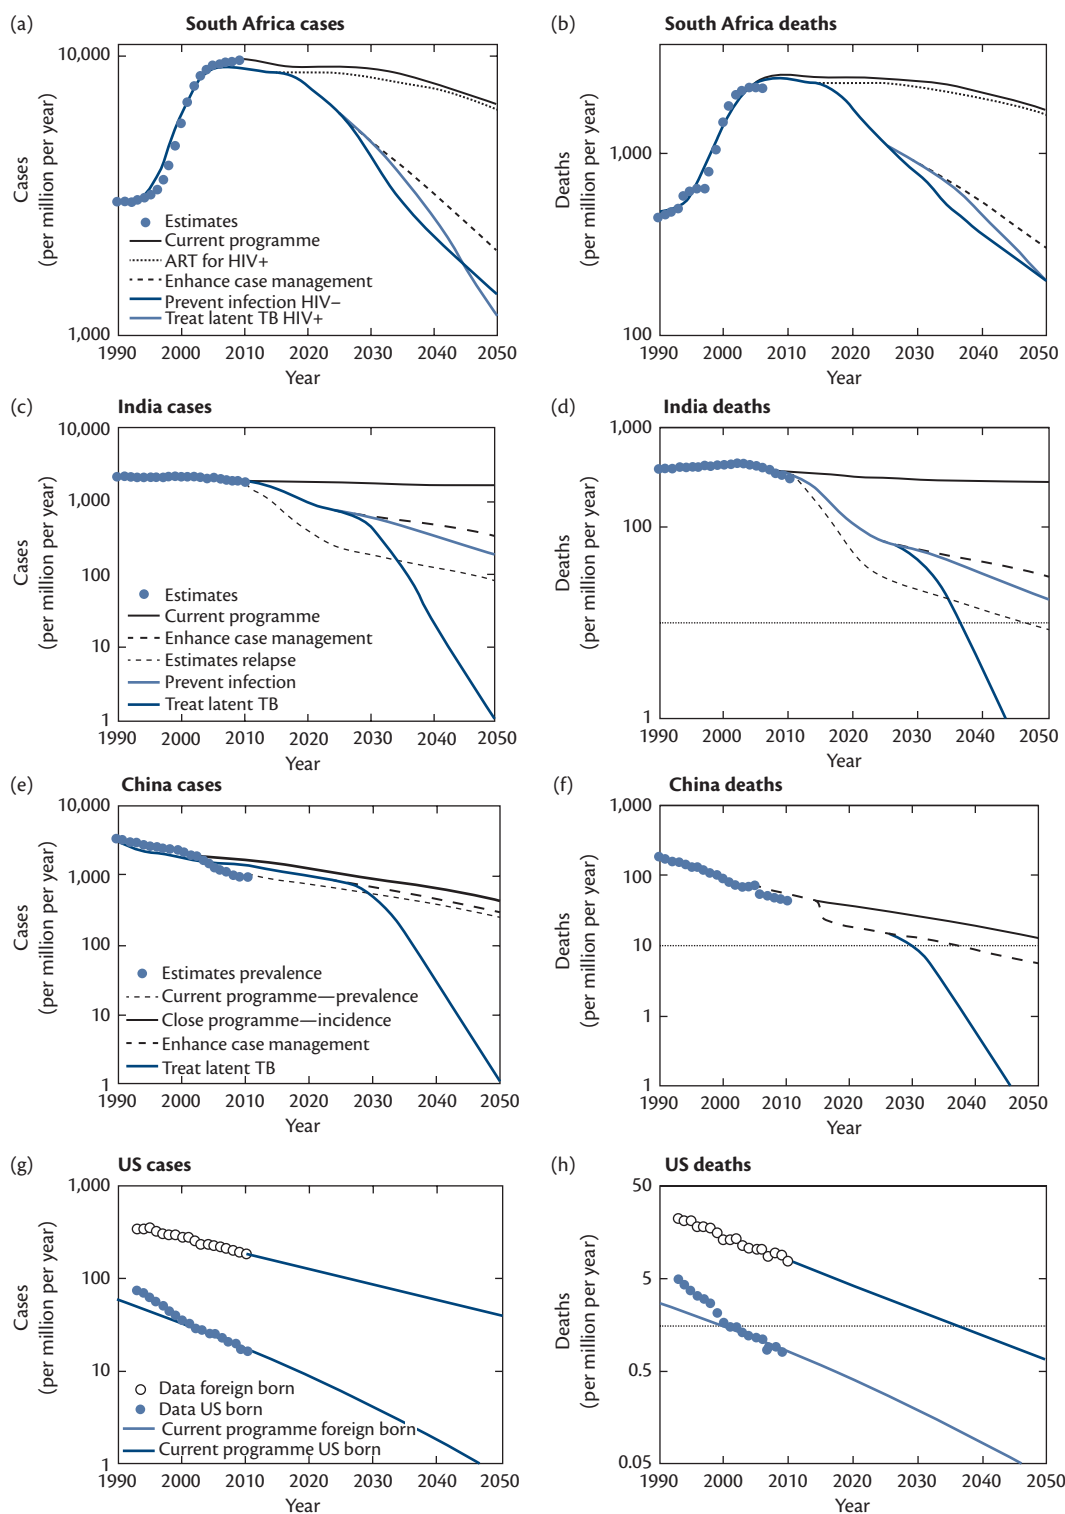 (a) South Africa cases
10,000
1,000
Cases
(per million per year)
Estimates
Current programme
ART for HIV+
Enhance case management
Prevent infection HIV−
Treat latent TB HIV+
1990 2000 2010 2020 2030 2040 2050
Year
(b) South Africa deaths
1,000
100
Deaths
(per million per year)
1990 2000 2010 2020 2030 2040 2050
Year
(c) India cases
10,000
1,000
100
10
1
Cases
(per million per year)
Estimates
Current programme
Enhance case management
Estimates relapse
Prevent infection
Treat latent TB
1990 2000 2010 2020 2030 2040 2050
Year
(d) India deaths
1,000
100
1
Deaths
(per million per year)
1990 2000 2010 2020 2030 2040 2050
Year
(e) China cases
10,000
1,000
100
10
1
Cases
(per million per year)
Estimates prevalence
Current programme—prevalence
Close programme—incidence
Enhance case management
Treat latent TB
1990 2000 2010 2020 2030 2040 2050
Year
(f) China deaths
1,000
100
10
1
1
Deaths
(per million per year)
1990 2000 2010 2020 2030 2040 2050
Year
(g) US cases
1,000
100
10
1
Cases
(per million per year)
Data foreign born
Data US born
Current programme foreign born
Current programme US born
1990 2000 2010 2020 2030 2040 2050
Year
(h) US deaths
50
5
0.5
0.05
Deaths
(per million per year)
1990 2000 2010 2020 2030 2040 2050
Year